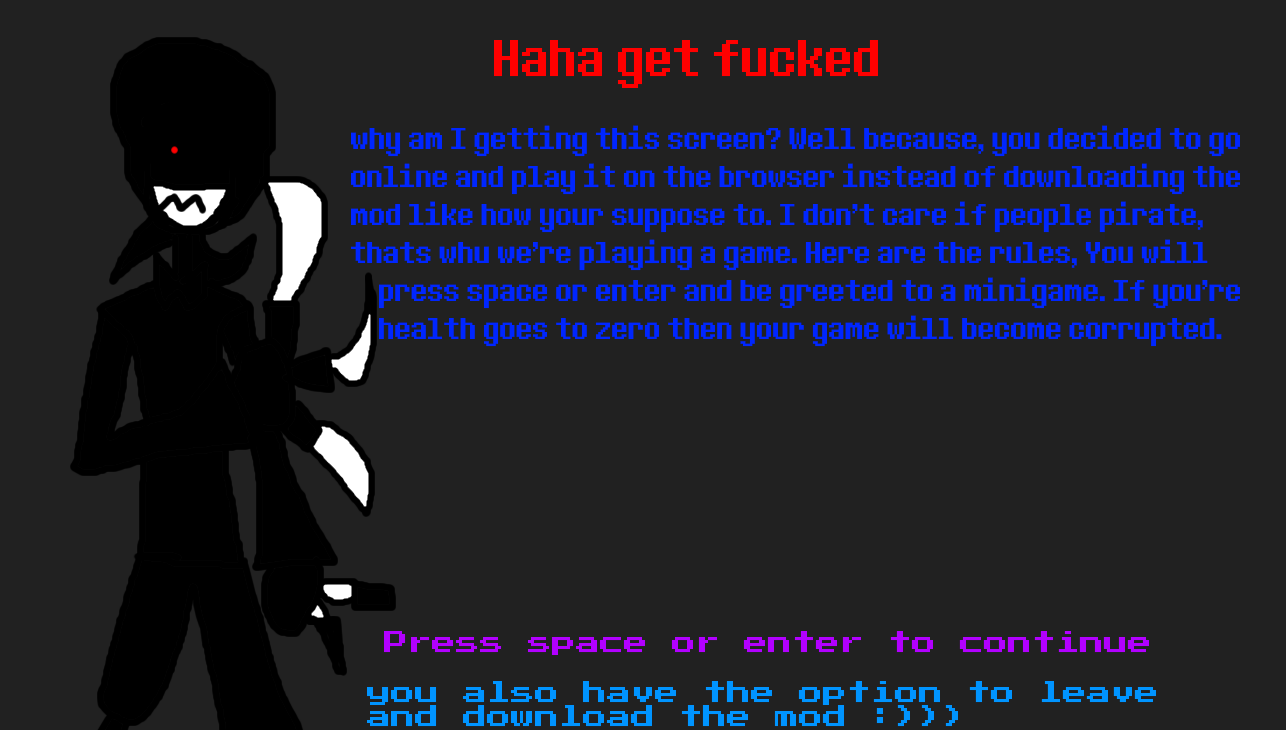 Haha get fucked
why am I getting this screen? Well because, you decided to go
online and play it on the browser instead of downloading the
mod like how your suppose to. I don't care if people pirate,
thats whu we're playing a game. Here are the rules, You will
press space or enter and be greeted to a minigame. If you're
health goes to zero then your game will become corrupted.
Press space or enter to continue
you also have the option to leave
and download the mod :)))